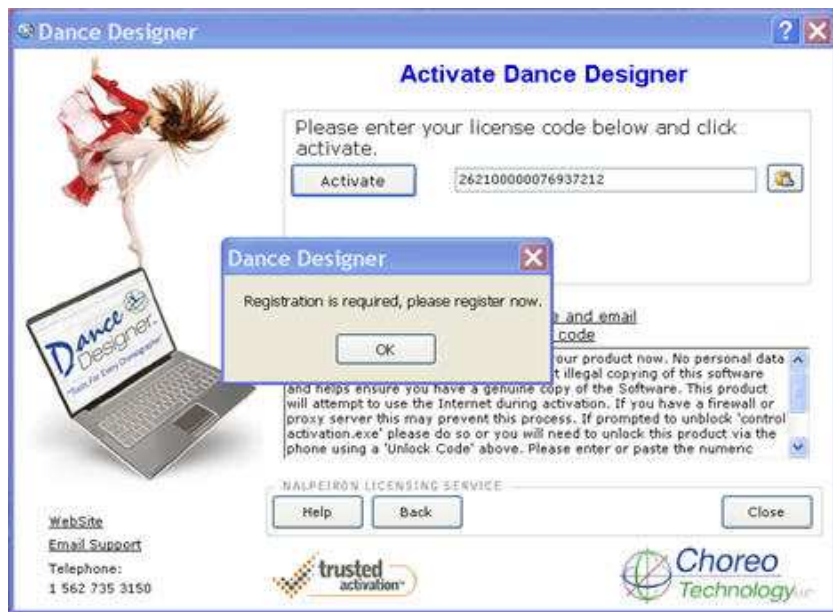 Dance Designer
Activate Dance Designer
Please enter your license code below and click
activate.
Activate
262100000076937212
Dance Designer
Registration is required, please register now.
OK
and email
code
our product now. No personal data
t illegal copying of this software
and helps ensure you have a genuine copy of the Software. This product
will attempt to use the Internet during activation. If you have a firewall or
proxy server this may prevent this process. If prompted to unblock 'control
activation.exe' please do so or you will need to unlock this product via the
phone using a 'Unlock Code' above. Please enter or paste the numeric
Dance
Designer
"Tools For Every Choreographer"
NALPEIRON LICENSING SERVICE
Help
Back
Close
WebSite
Email Support
Telephone:
1 562 735 3150
trusted
activation
Choreo
Technology